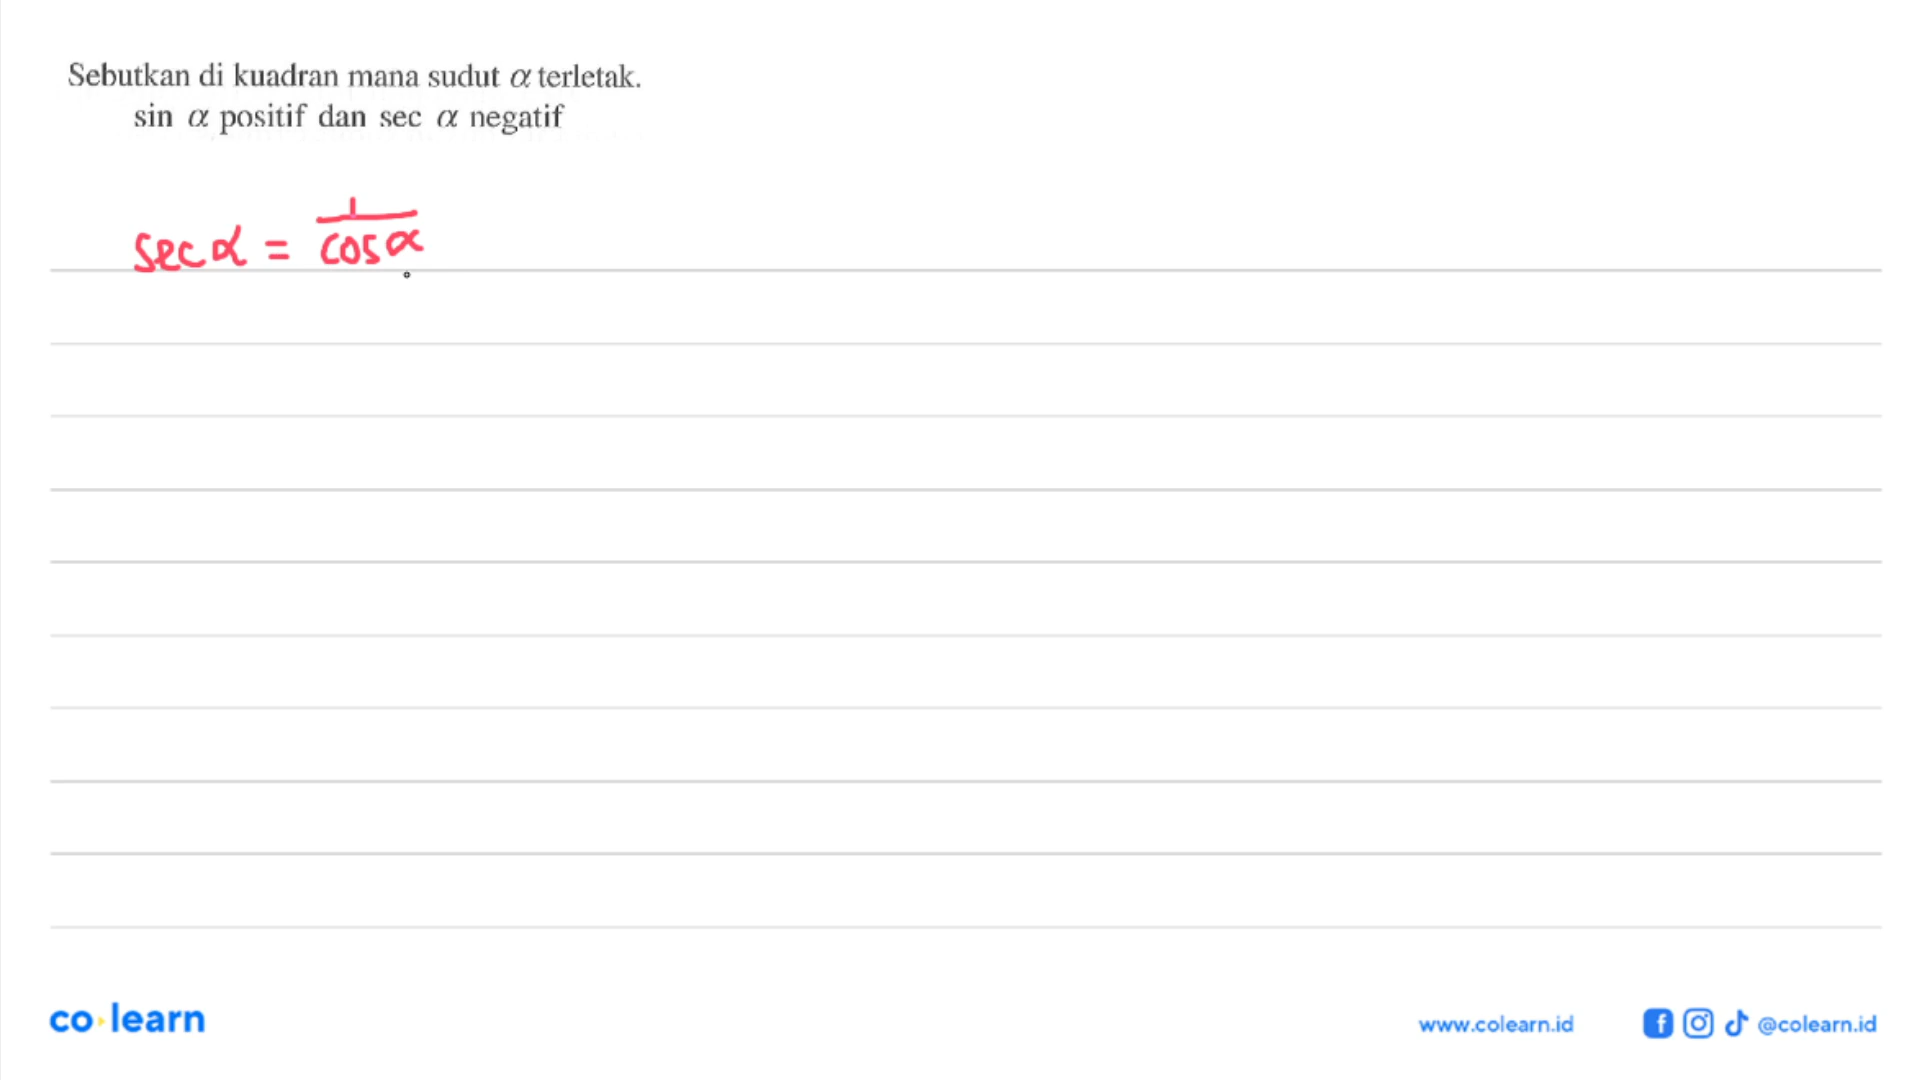 Sebutkan di kuadran mana sudut α terletak.
sin α positif dan sec α negatif
sec α = 1/cos α
co learn
www.colearn.id @colearn.id